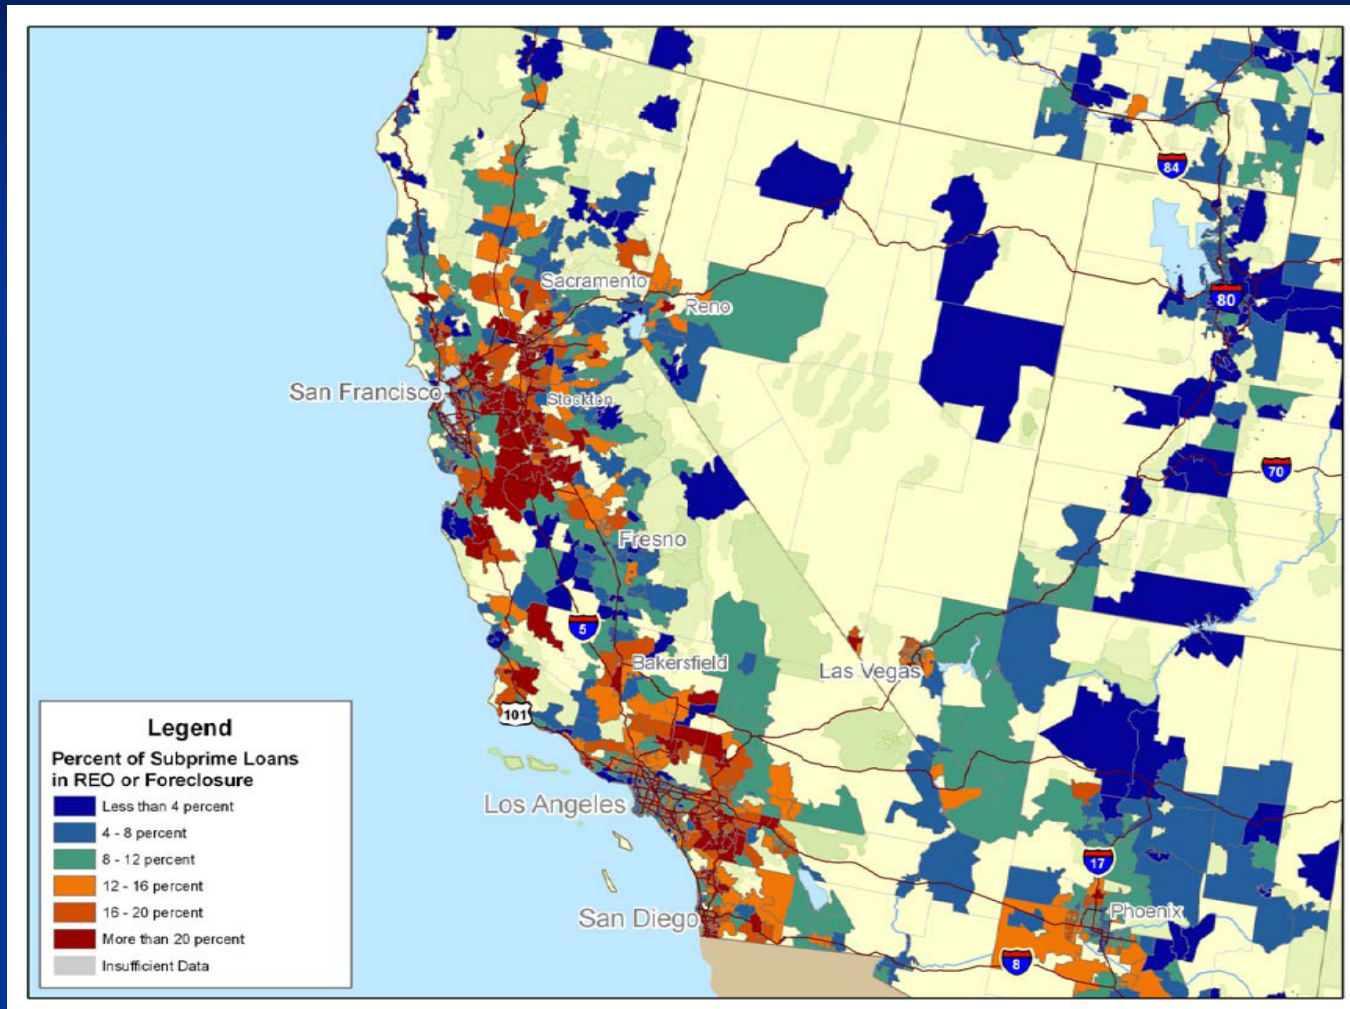 84
Sacramento
Reno
80
San Francisco
Stockton
70
Fresno
5
Bakersfield
Las Vegas
101
Los Angeles
17
San Diego
Phoenix
8
Legend
Percent of Subprime Loans
in REO or Foreclosure
Less than 4 percent
4 - 8 percent
8 - 12 percent
12 - 16 percent
16 - 20 percent
More than 20 percent
Insufficient Data